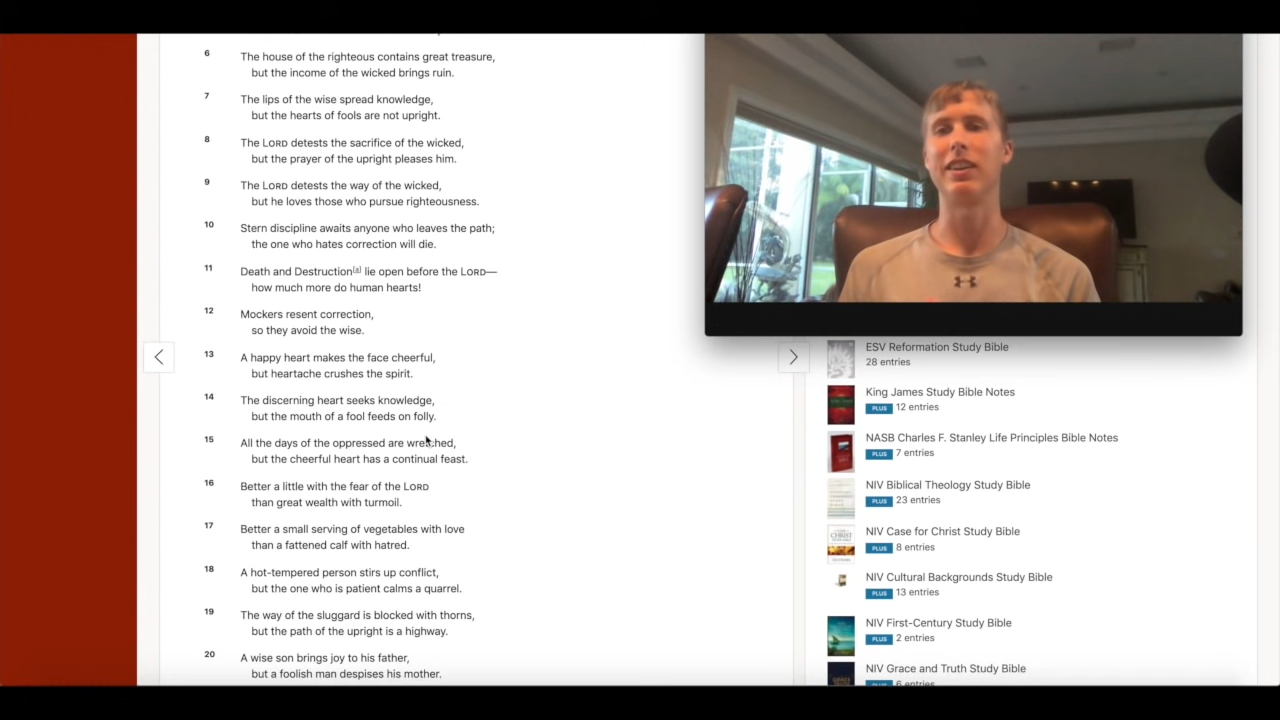 6
The house of the righteous contains great treasure,
but the income of the wicked brings ruin.
7
The lips of the wise spread knowledge,
but the hearts of fools are not upright.
8
The LORD detests the sacrifice of the wicked,
but the prayer of the upright pleases him.
9
The LORD detests the way of the wicked,
but he loves those who pursue righteousness.
10
Stern discipline awaits anyone who leaves the path;
the one who hates correction will die.
11
Death and Destruction[a] lie open before the LORD—
how much more do human hearts!
12
Mockers resent correction,
so they avoid the wise.
13
A happy heart makes the face cheerful,
but heartache crushes the spirit.
14
The discerning heart seeks knowledge,
but the mouth of a fool feeds on folly.
15
All the days of the oppressed are wretched,
but the cheerful heart has a continual feast.
16
Better a little with the fear of the LORD
than great wealth with turmoil.
17
Better a small serving of vegetables with love
than a fattened calf with hatred.
18
A hot-tempered person stirs up conflict,
but the one who is patient calms a quarrel.
19
The way of the sluggard is blocked with thorns,
but the path of the upright is a highway.
20
A wise son brings joy to his father,
but a foolish man despises his mother.
ESV Reformation Study Bible
28 entries
King James Study Bible Notes
PLUS 12 entries
NASB Charles F. Stanley Life Principles Bible Notes
PLUS 7 entries
NIV Biblical Theology Study Bible
PLUS 23 entries
NIV Case for Christ Study Bible
PLUS 8 entries
NIV Cultural Backgrounds Study Bible
PLUS 13 entries
NIV First-Century Study Bible
PLUS 2 entries
NIV Grace and Truth Study Bible
PLUS 6 entries